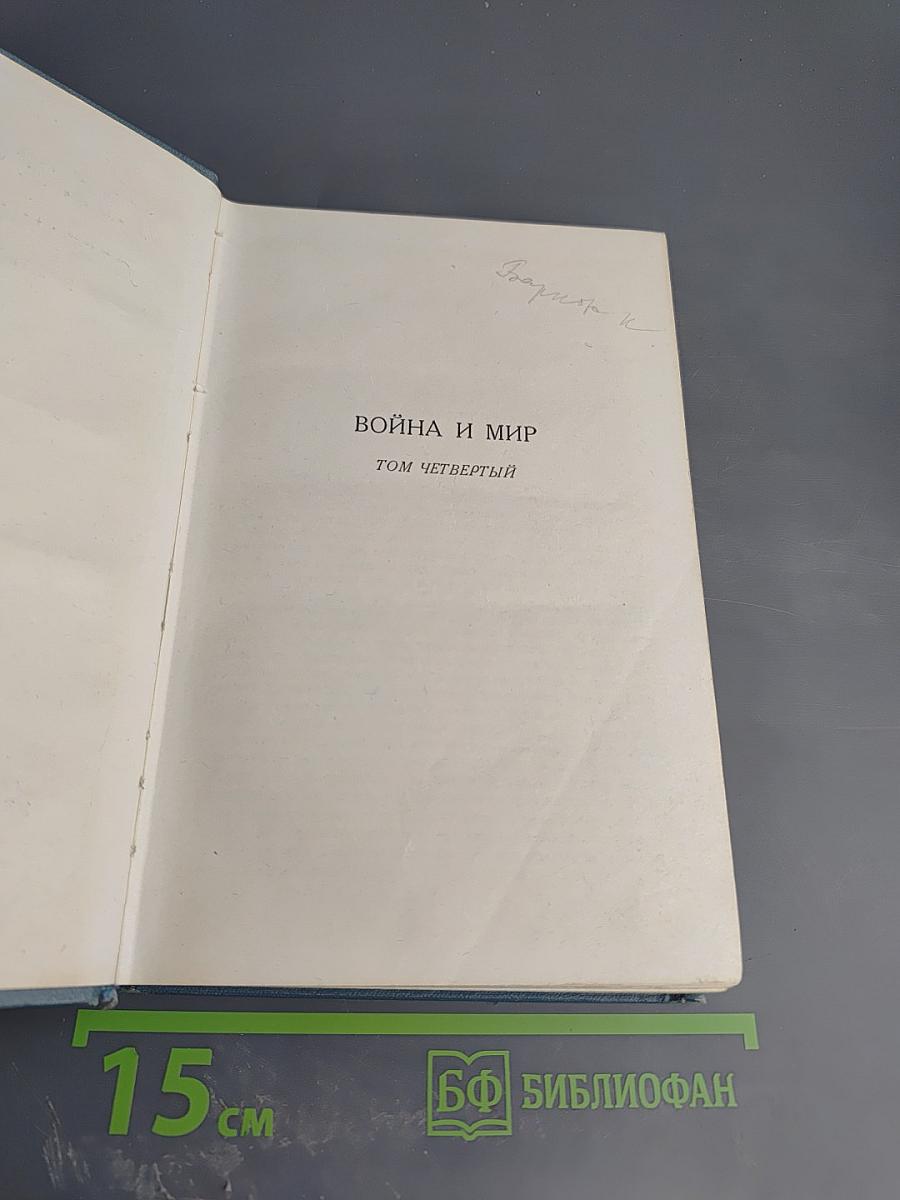 ВОЙНА И МИР
ТОМ ЧЕТВЕРТЫЙ
15 см
БФ БИБЛИОФАН